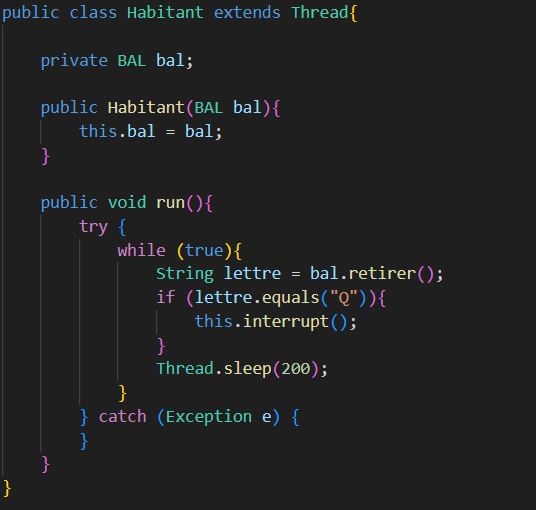 public class Habitant extends Thread{
private BAL bal;
public Habitant(BAL bal){
this.bal = bal;
}
public void run(){
try {
while (true){
String lettre = bal.retirer();
if (lettre.equals("Q")){
this.interrupt();
}
Thread.sleep(200);
}
} catch (Exception e) {
}
}
}